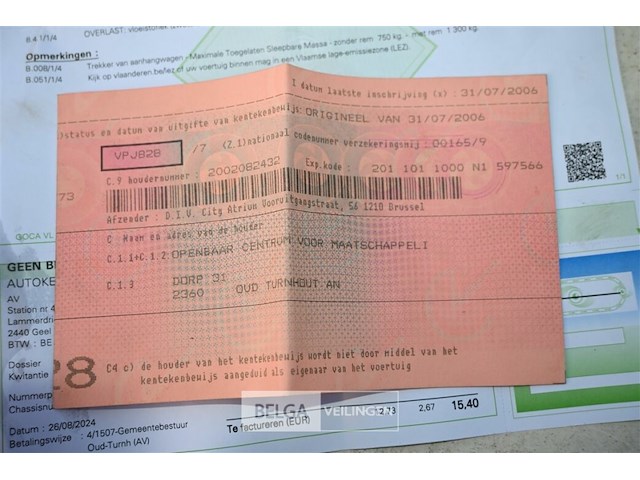 8.4 1/1/4 OVERLAST: vloeistoflek
Opmerkingen :
B.008/1/4 Trekker van aanhangwagen - Maximale Toegelaten Sleepbare Massa - zonder rem: 750 kg. - met rem: 1 300 kg.
B.051/1/4 Kijk op vlaanderen.be/lez of uw voertuig binnen mag in een Vlaamse lage-emissiezone (LEZ).
I datum laatste inschrijving (x) : 31/07/2006
)status en datum van uitgifte van kentekenbewijs ORIGINEEL VAN 31/07/2006
VPJ828 /7 (Z.1)nationaal codenummer verzekeringsmij 00165/9
C.9 houdernummer : 2002082432 Exp.kode : 201 101 1000 N1 597566
73
Afzender : D.I.V. City Atrium Vooruitgangstraat, 56 1210 Brussel
1/1
GOCA VL
C Naam en adres van de houder
C.1.1+C.1.2 OPENBAAR CENTRUM VOOR MAATSCHAPPELI
C.1.3 DORP 31
2360 OUD TURNHOUT AN
GEEN
AUTOKE
AV
Station nr 4
Lammerdri
2440 Geel
BTW : BE
Dossier
Kwitantie
28
C4 c) de houder van het kentekenbewijs wordt niet door middel van het
kentekenbewijs aangeduid als eigenaar van het voertuig
Nummerp
Chassisnu
BELGA VEILING
Datum : 26/08/2024
Te factureren (EUR) 2,67 15,40
Betalingswijze : 4/1507-Gemeentebestuur
Oud-Turnh (AV)